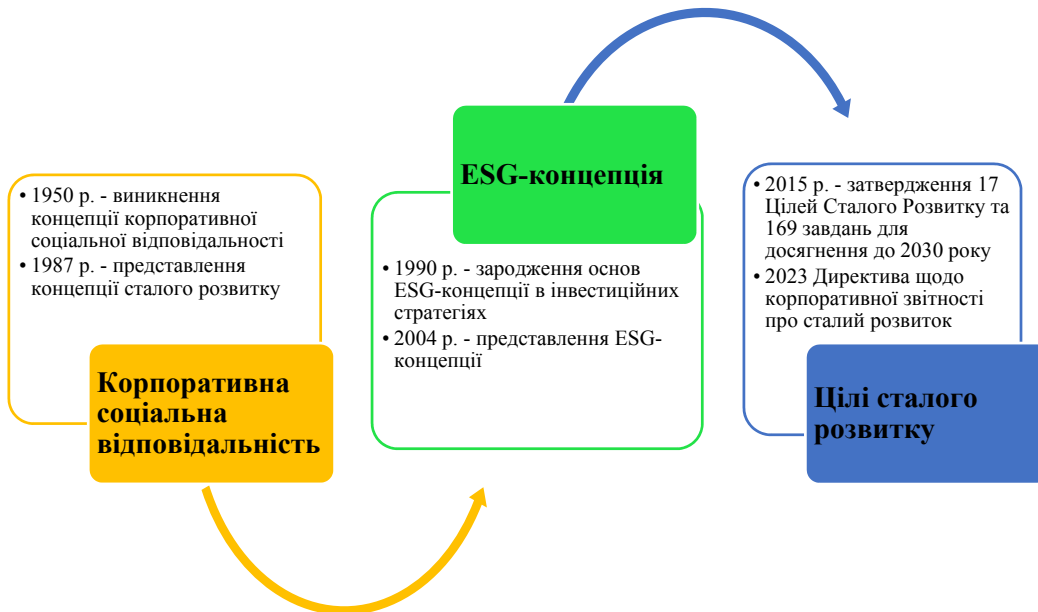 • 1950 р. - виникнення
концепції корпоративної
соціальної відповідальності
• 1987 р. - представлення
концепції сталого розвитку
Корпоративна
соціальна
відповідальність
ESG-концепція
• 1990 р. - зародження основ
ESG-концепції в інвестиційних
стратегіях
• 2004 р. - представлення ESG-
концепції
• 2015 р. - затвердження 17
Цілей Сталого Розвитку та
169 завдань для
досягнення до 2030 року
• 2023 Директива щодо
корпоративної звітності
про сталий розвиток
Цілі сталого
розвитку